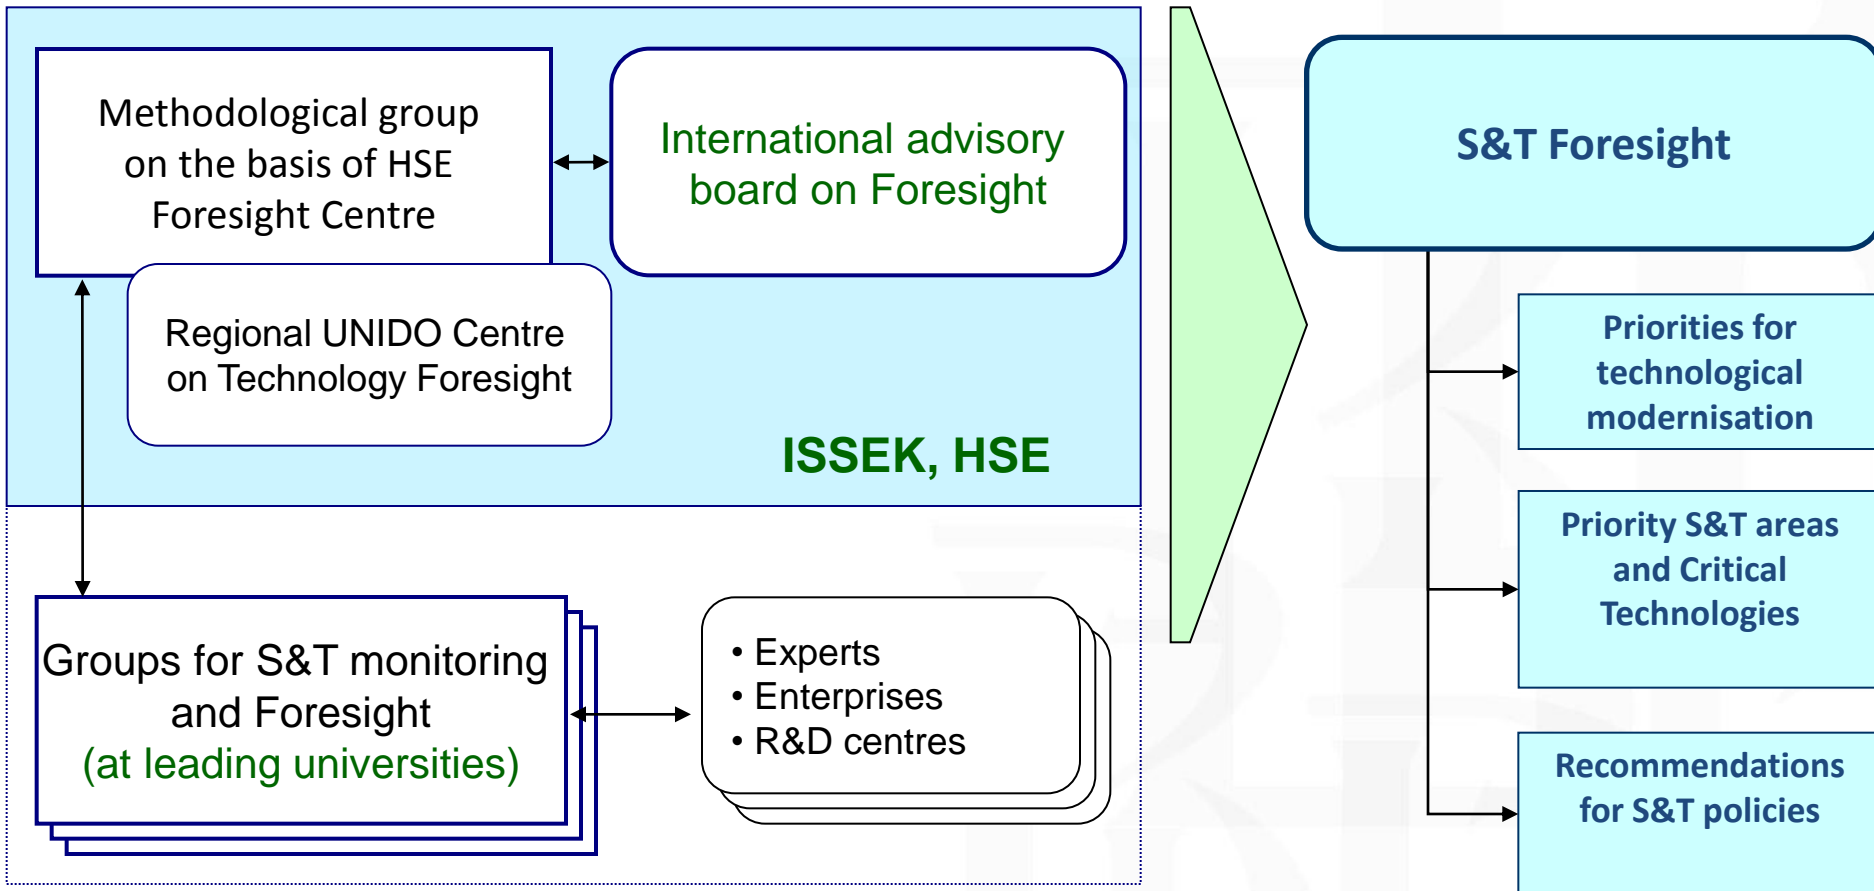 Methodological group
on the basis of HSE
Foresight Centre
International advisory
board on Foresight
Regional UNIDO Centre
on Technology Foresight
ISSEK, HSE
Groups for S&T monitoring
and Foresight
(at leading universities)
• Experts
• Enterprises
• R&D centres
S&T Foresight
Priorities for
technological
modernisation
Priority S&T areas
and Critical
Technologies
Recommendations
for S&T policies